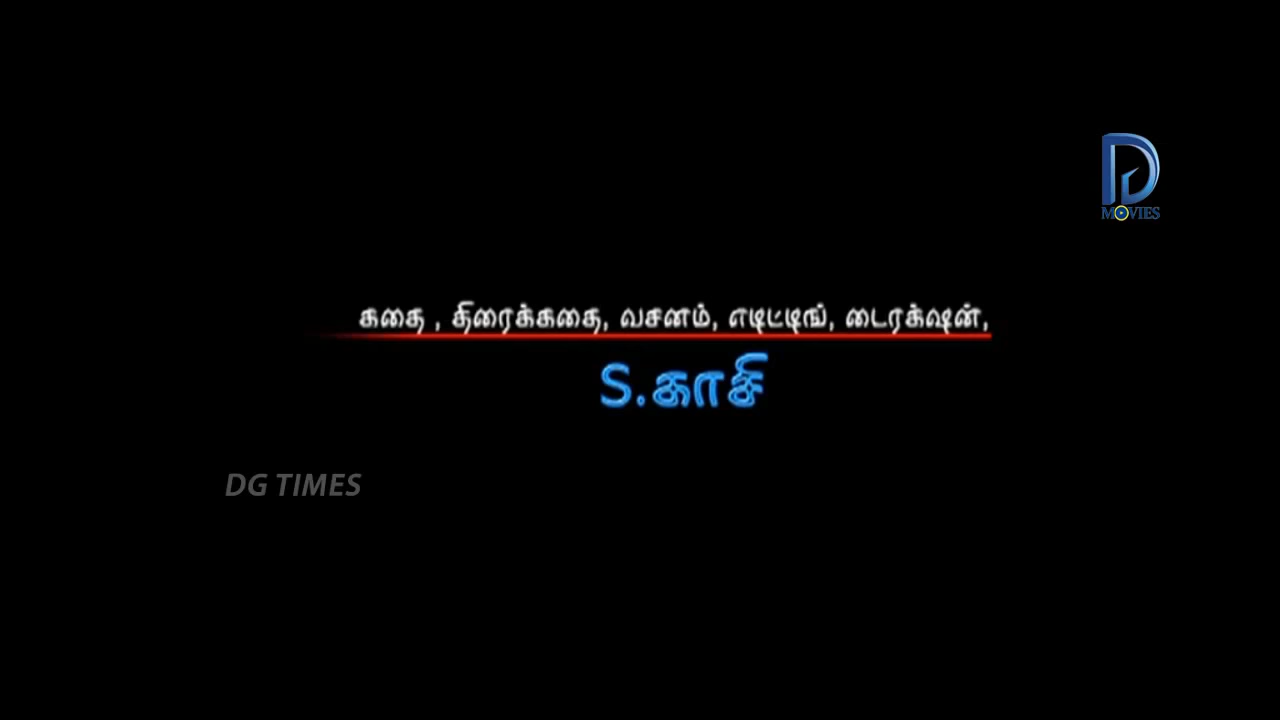 MOVIES
கதை , திரைக்கதை, வசனம், எடிட்டிங், டைரக்‌ஷன்,
S.காசி
DG TIMES